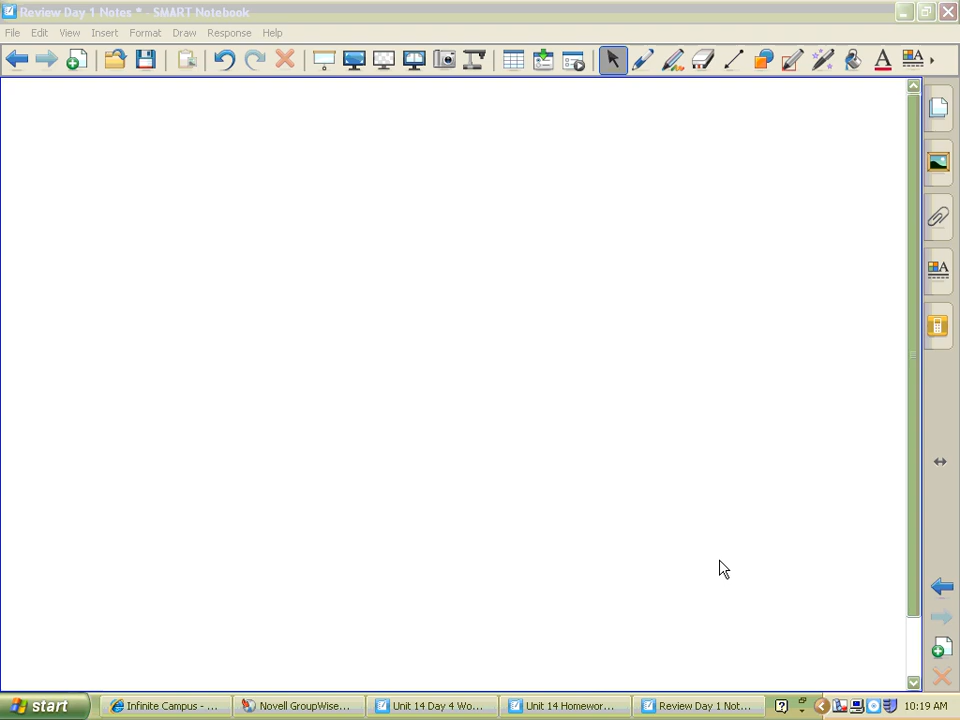 Review Day 1 Notes * - SMART Notebook
File Edit View Insert Format Draw Response Help
start Infinite Campus - ... Novell GroupWise... Unit 14 Day 4 Wo... Unit 14 Homewor... Review Day 1 Not... 10:19 AM